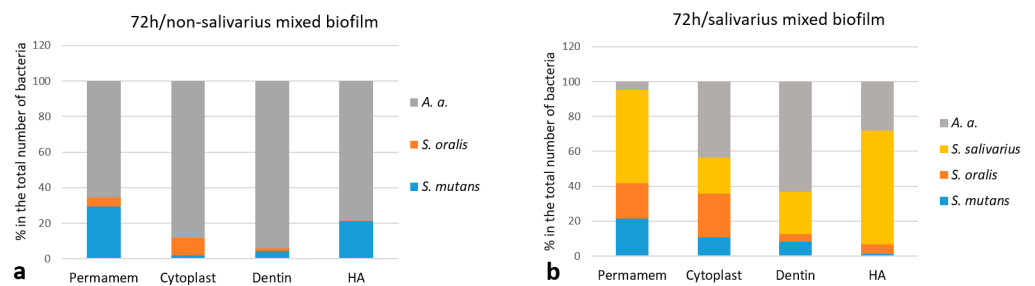 72h/non-salivarius mixed biofilm
% in the total number of bacteria
120
100
80
60
40
20
0
Permamem Cytoplast Dentin HA
A. a.
S. oralis
S. mutans
a
72h/salivarius mixed biofilm
% in the total number of bacteria
120
100
80
60
40
20
0
Permamem Cytoplast Dentin HA
A. a.
S. salivarius
S. oralis
S. mutans
b